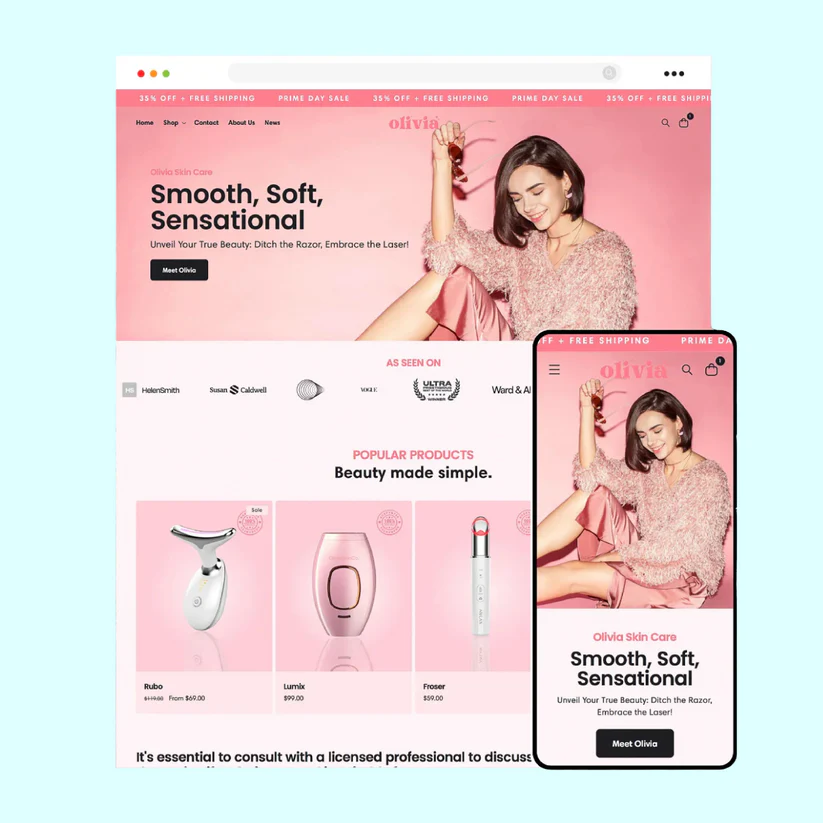 35% OFF + FREE SHIPPING PRIME DAY SALE 35% OFF + FREE SHIPPING PRIME DAY SALE 35% OFF + FREE SHIPPI
Home Shop Contact About Us News
olivia
1
Olivia Skin Care
Smooth, Soft,
Sensational
Unveil Your True Beauty: Ditch the Razor, Embrace the Laser!
Meet Olivia
AS SEEN ON
HS HelenSmith Susan Caldwell VOGUE ULTRA WINNER Ward & Al
POPULAR PRODUCTS
Beauty made simple.
Sale
Rubo
$119.00 From $69.00
Lumix
$99.00
Froser
$59.00
It's essential to consult with a licensed professional to discuss
FF + FREE SHIPPING PRIME DA
olivia
1
Olivia Skin Care
Smooth, Soft,
Sensational
Unveil Your True Beauty: Ditch the Razor,
Embrace the Laser!
Meet Olivia